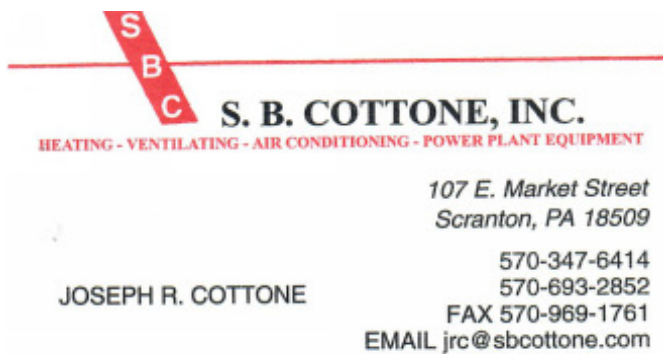 S
B
C
S. B. COTTONE, INC.
HEATING - VENTILATING - AIR CONDITIONING - POWER PLANT EQUIPMENT
107 E. Market Street
Scranton, PA 18509
570-347-6414
JOSEPH R. COTTONE
570-693-2852
FAX 570-969-1761
EMAIL jrc@sbcottone.com